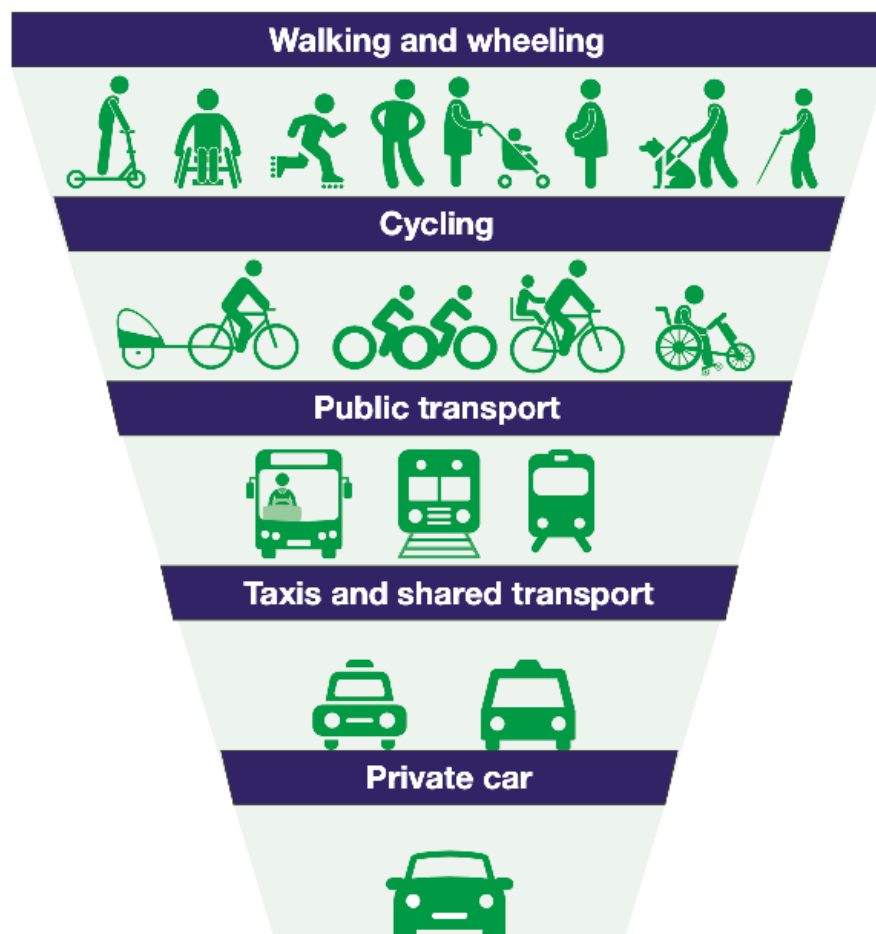 Walking and wheeling
Cycling
Public transport
Taxis and shared transport
Private car